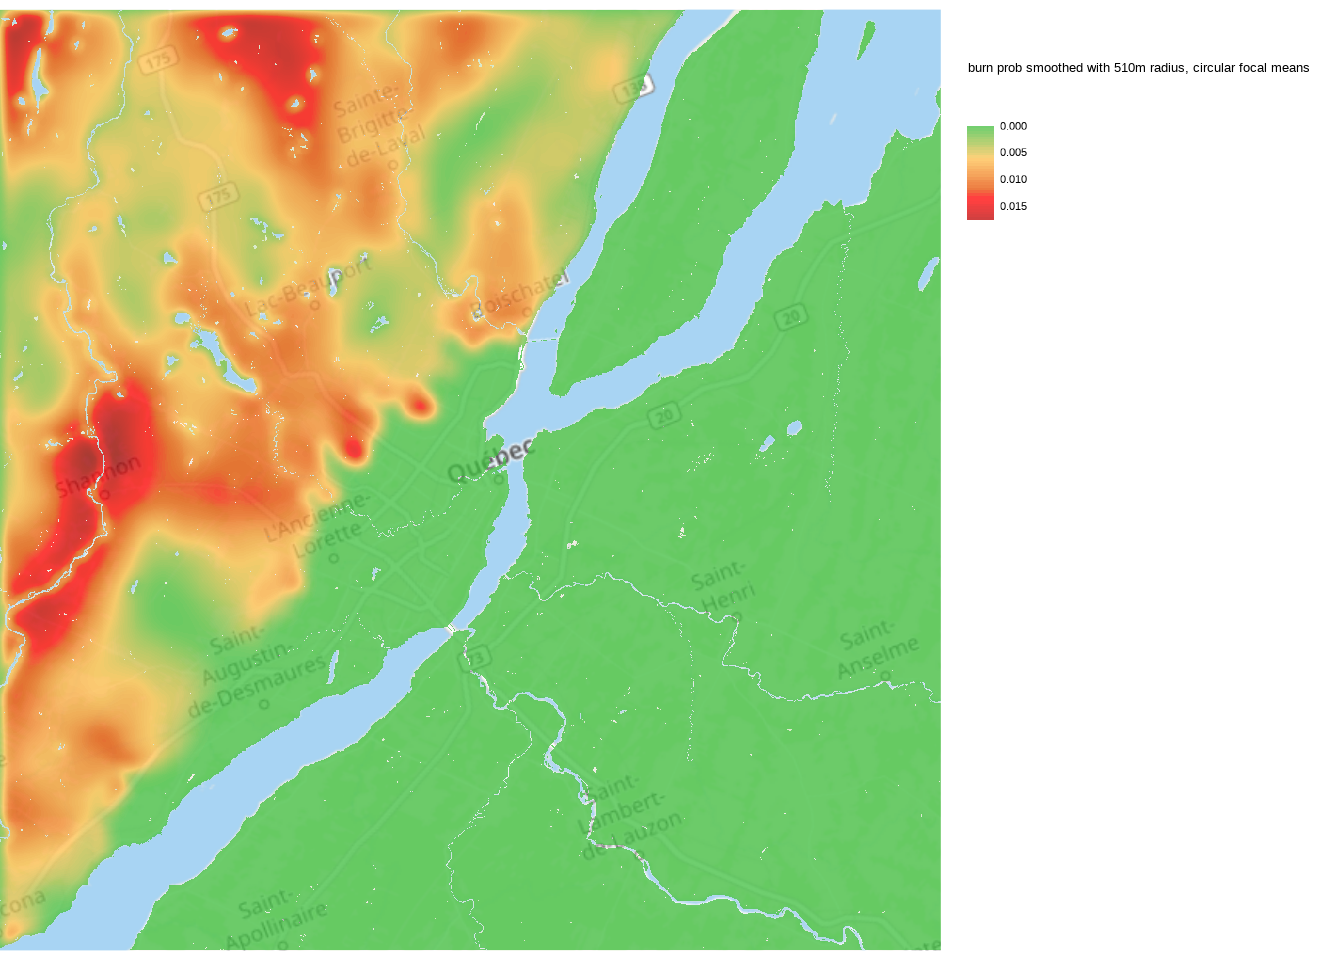 burn prob smoothed with 510m radius, circular focal means
0.000
0.005
0.010
0.015
175
138
Sainte-
Brigitte-
de-Laval
175
Lac-Beauport
Boischatel
20
20
Québec
Shannon
L'Ancienne-
Lorette
Saint-
Henri
Saint-
Anselme
Saint-
Augustin-
de-Desmaures
73
Saint-
Lambert-
de-Lauzon
Saint-
Apollinaire
cona